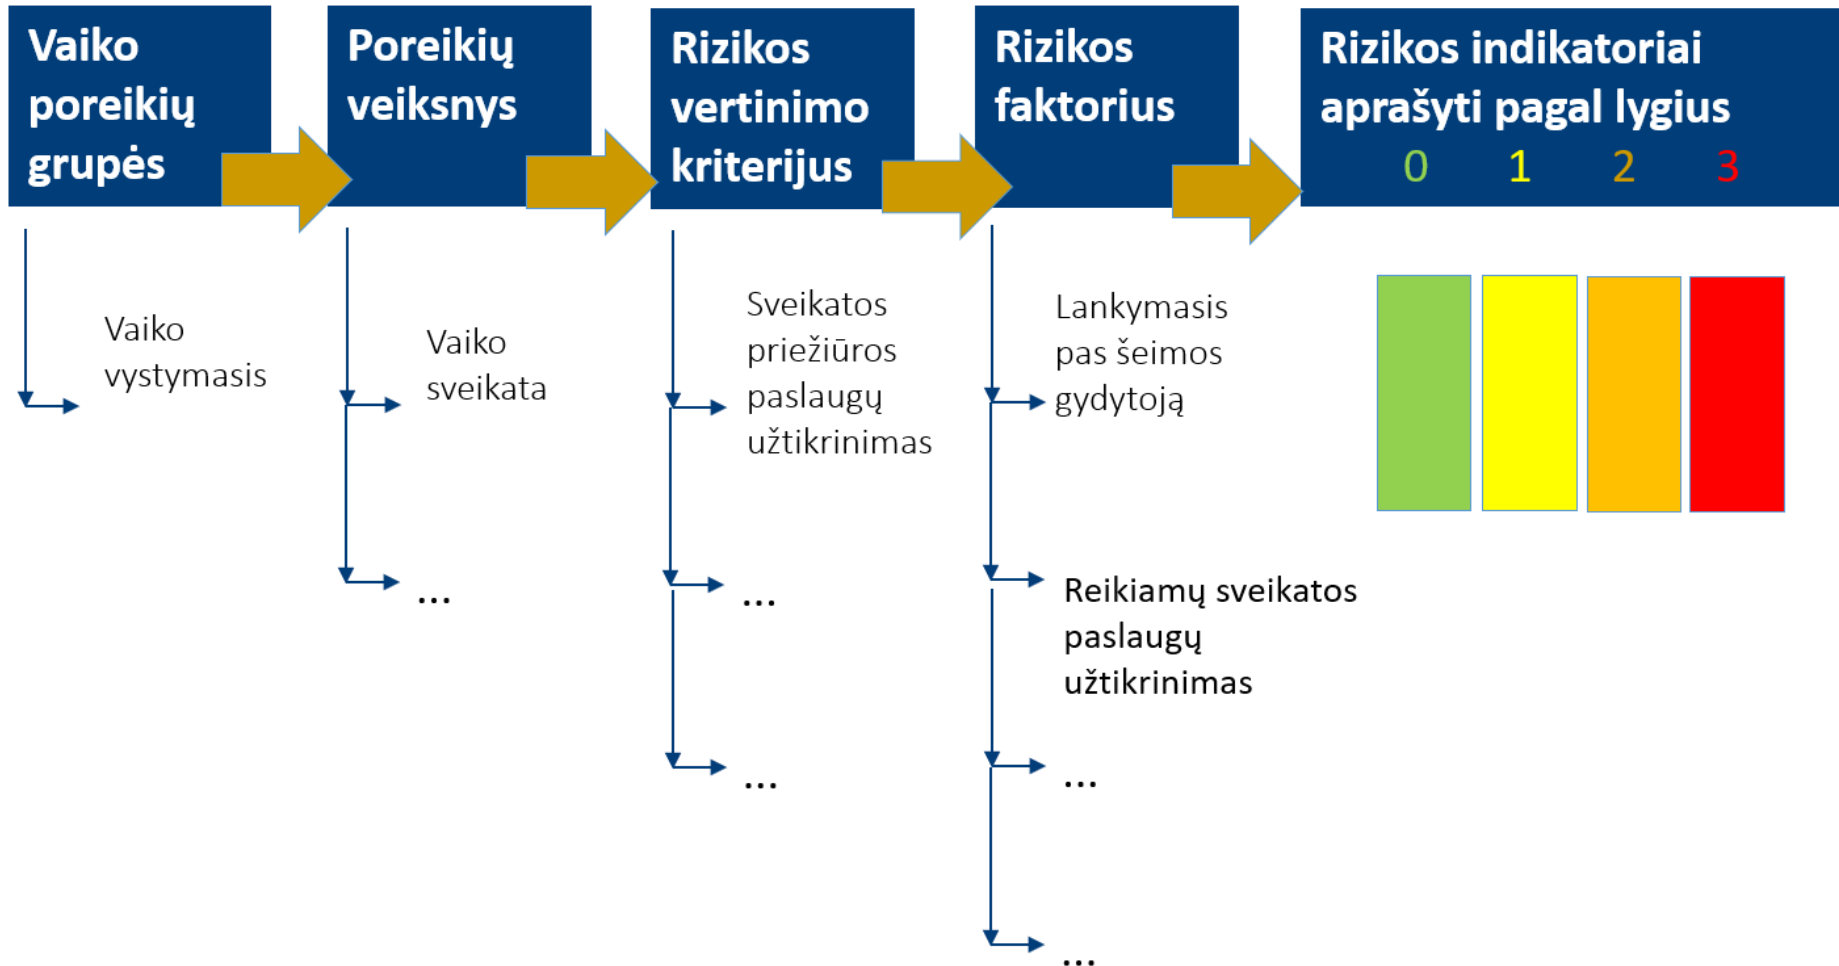 Vaiko
poreikių
grupės
Poreikių
veiksnys
Rizikos
vertinimo
kriterijus
Rizikos
faktorius
Rizikos indikatoriai
aprašyti pagal lygius
0 1 2 3
Vaiko
vystymasis
Vaiko
sveikata
...
Sveikatos
priežiūros
paslaugų
užtikrinimas
...
...
Lankymasis
pas šeimos
gydytoją
Reikiamų sveikatos
paslaugų
užtikrinimas
...
...